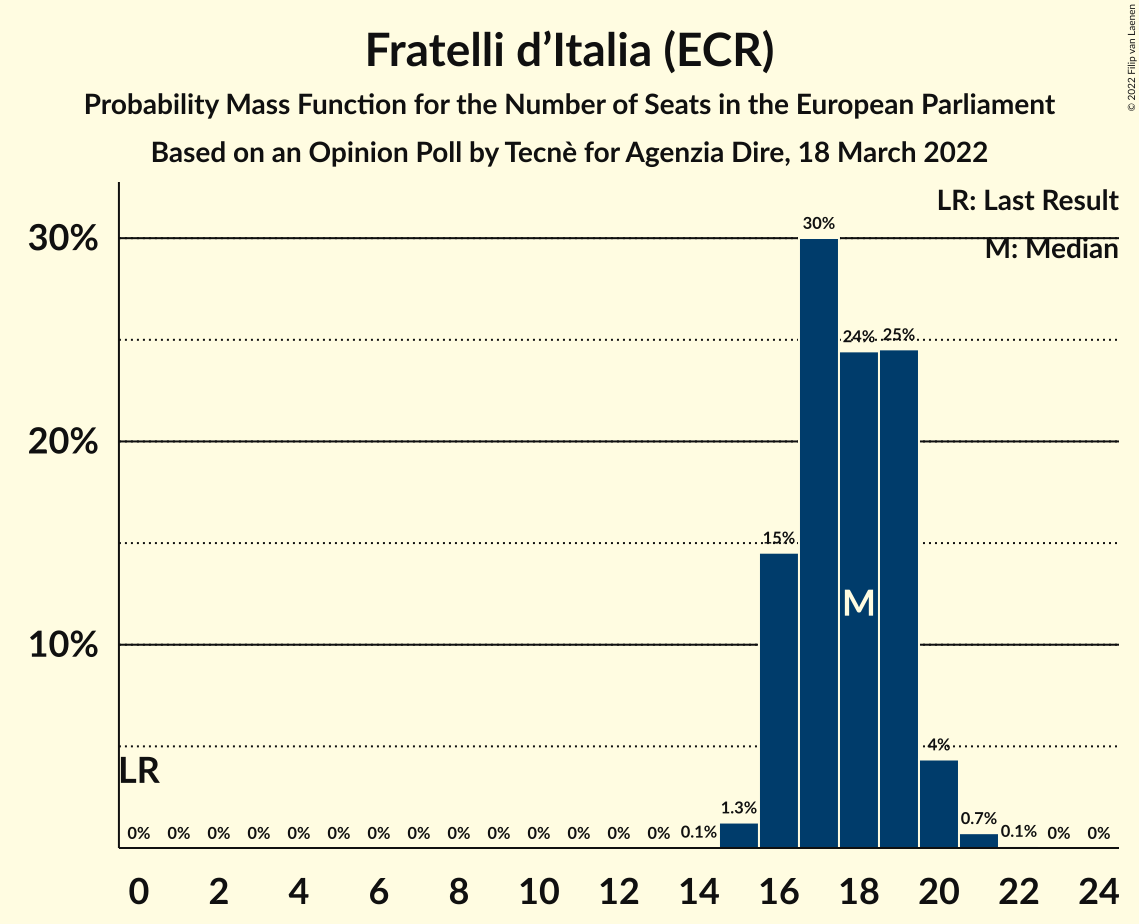 Fratelli d’Italia (ECR)
Probability Mass Function for the Number of Seats in the European Parliament
Based on an Opinion Poll by Tecnè for Agenzia Dire, 18 March 2022
© 2022 Filip van Laenen
LR: Last Result
M: Median
30%
20%
10%
30%
24% 25%
15%
M
4%
LR
1.3%
0.7%
0% 0% 0% 0% 0% 0% 0% 0% 0% 0% 0% 0% 0% 0% 0.1% 0.1% 0% 0%
0 2 4 6 8 10 12 14 16 18 20 22 24